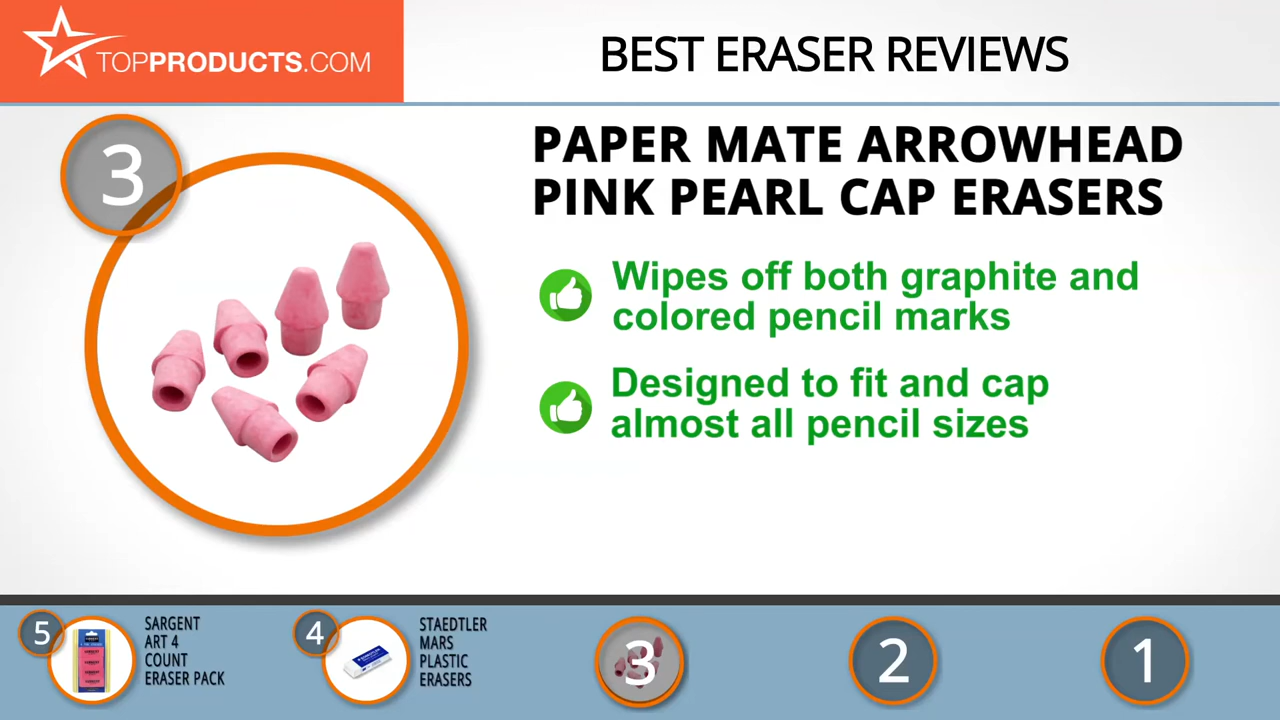 TOPPRODUCTS.COM
BEST ERASER REVIEWS
3
PAPER MATE ARROWHEAD
PINK PEARL CAP ERASERS
Wipes off both graphite and
colored pencil marks
Designed to fit and cap
almost all pencil sizes
5
SARGENT
ART 4
COUNT
ERASER PACK
4
STAEDTLER
MARS
PLASTIC
ERASERS
3
2
1